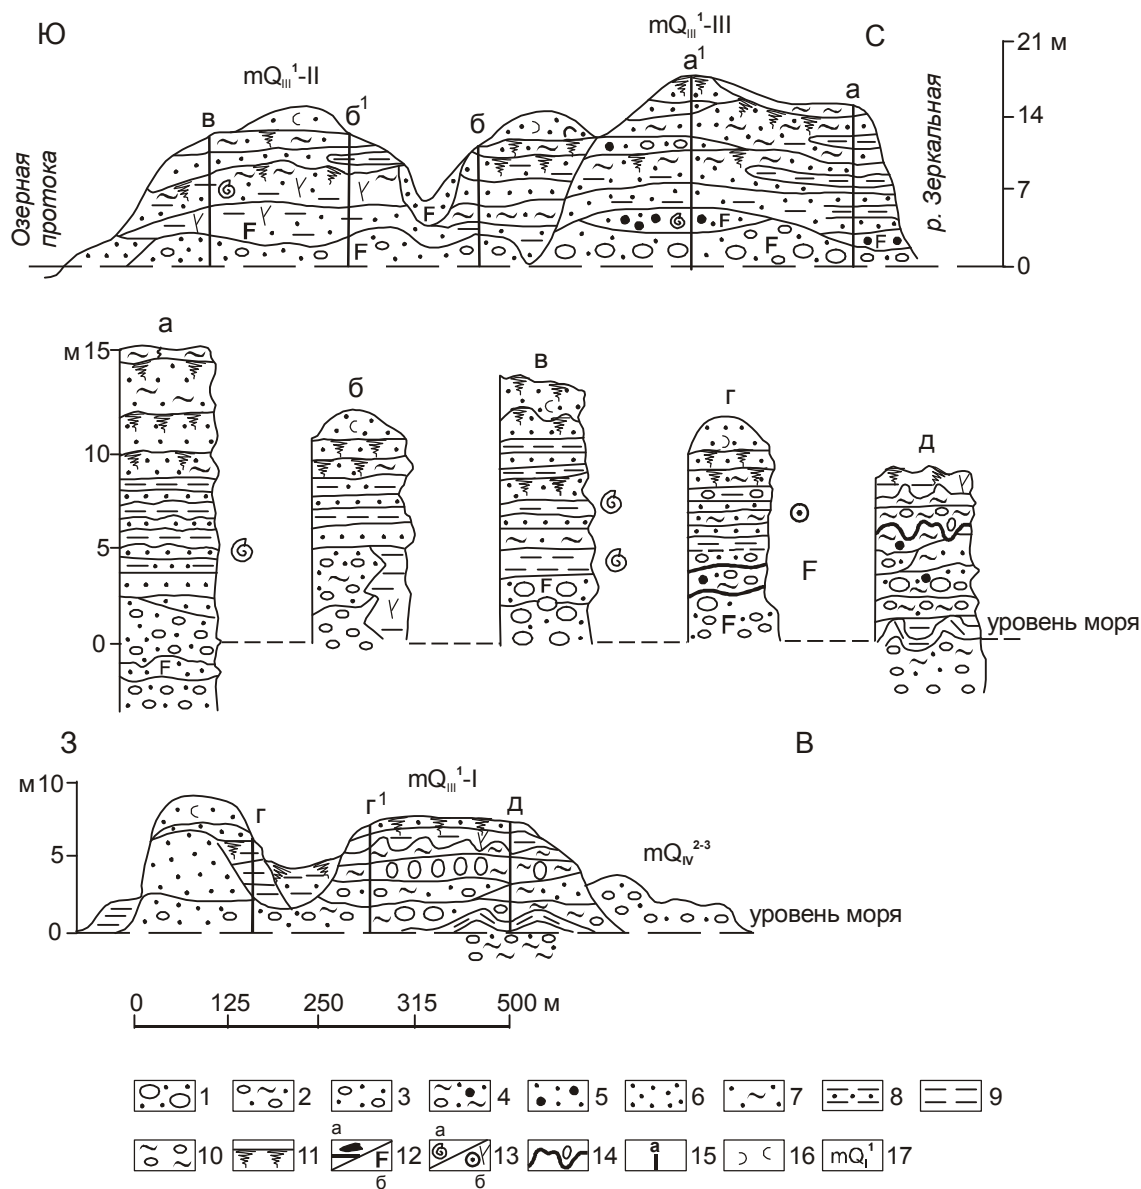 Ю
mQIII¹-II
mQIII¹-III
С
21 м
14
7
0
в
б¹
б
а¹
а
Озерная
протока
р. Зеркальная
F
F
F
F
F
F
а
м 15
10
5
0
F
б
в
F
г
F
F
д
уровень моря
З
В
м 10
5
0
mQIII¹-I
г
г¹
д
mQIV²⁻³
уровень моря
0 125 250 315 500 м
1 2 3 4 5 6 7 8 9
10 11 а F б 12 а б 13 14 а 15 16 mQI¹ 17